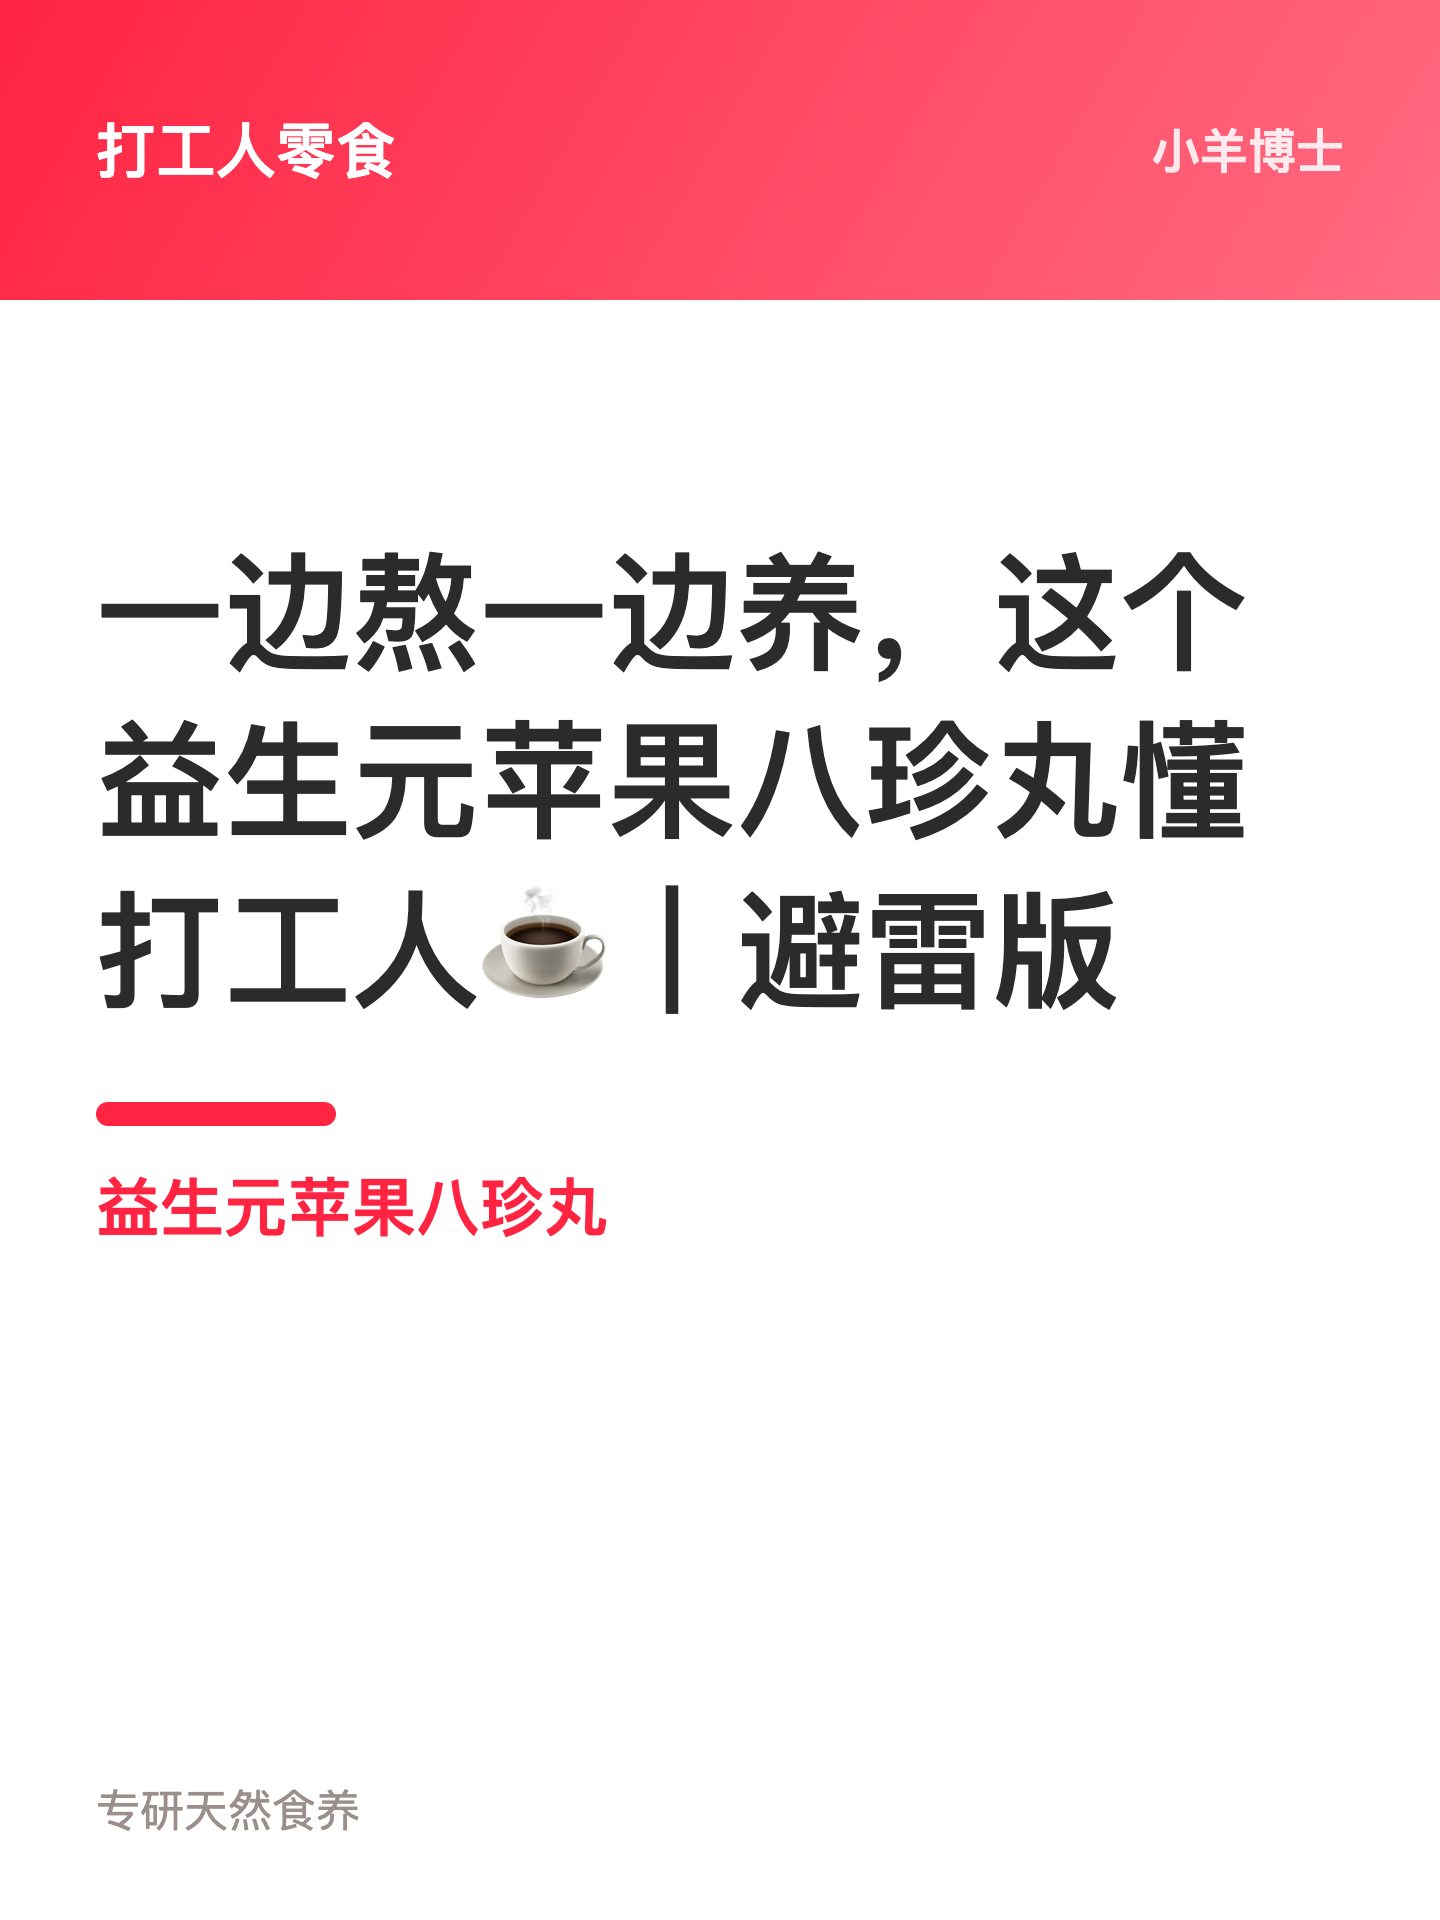 打工人零食
小羊博士
一边熬一边养，这个
益生元苹果八珍丸懂
打工人☕｜避雷版
益生元苹果八珍丸
专研天然食养